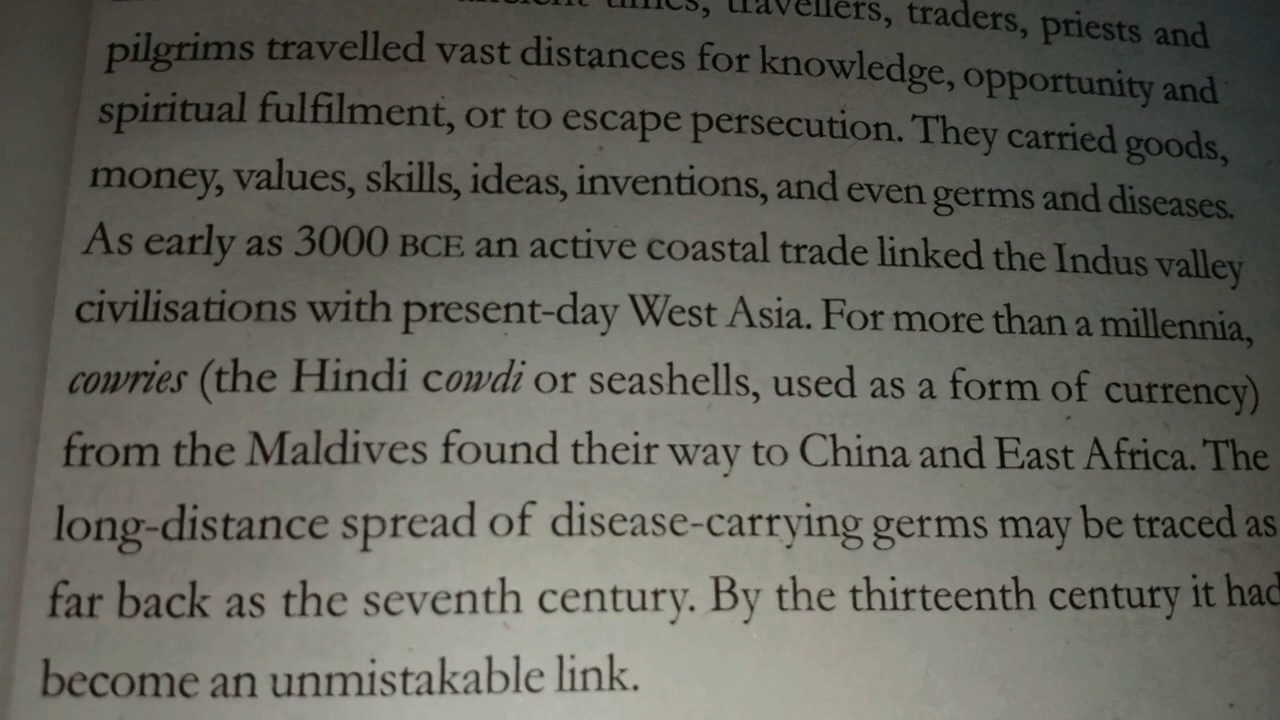 times, travellers, traders, priests and
pilgrims travelled vast distances for knowledge, opportunity and
spiritual fulfilment, or to escape persecution. They carried goods,
money, values, skills, ideas, inventions, and even germs and diseases.
As early as 3000 BCE an active coastal trade linked the Indus valley
civilisations with present-day West Asia. For more than a millennia,
cowries (the Hindi cowdi or seashells, used as a form of currency)
from the Maldives found their way to China and East Africa. The
long-distance spread of disease-carrying germs may be traced as
far back as the seventh century. By the thirteenth century it had
become an unmistakable link.